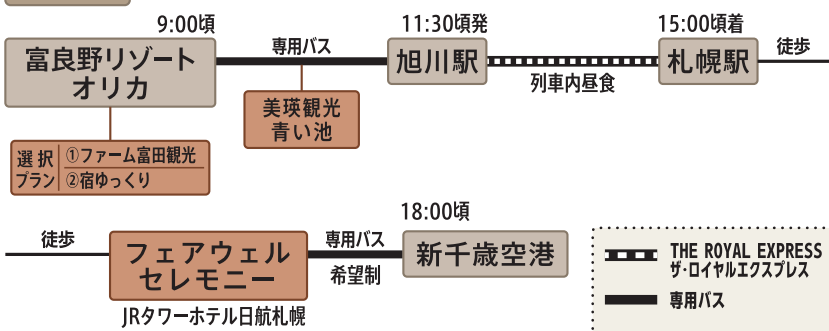 9:00頃
富良野リゾート
オリカ
選択
プラン
①ファーム富田観光
②宿ゆっくり
専用バス
美瑛観光
青い池
11:30頃発
旭川駅
列車内昼食
15:00頃着
札幌駅
徒歩
徒歩
フェアウェル
セレモニー
JRタワーホテル日航札幌
専用バス
希望制
18:00頃
新千歳空港
THE ROYAL EXPRESS
ザ・ロイヤルエクスプレス
専用バス